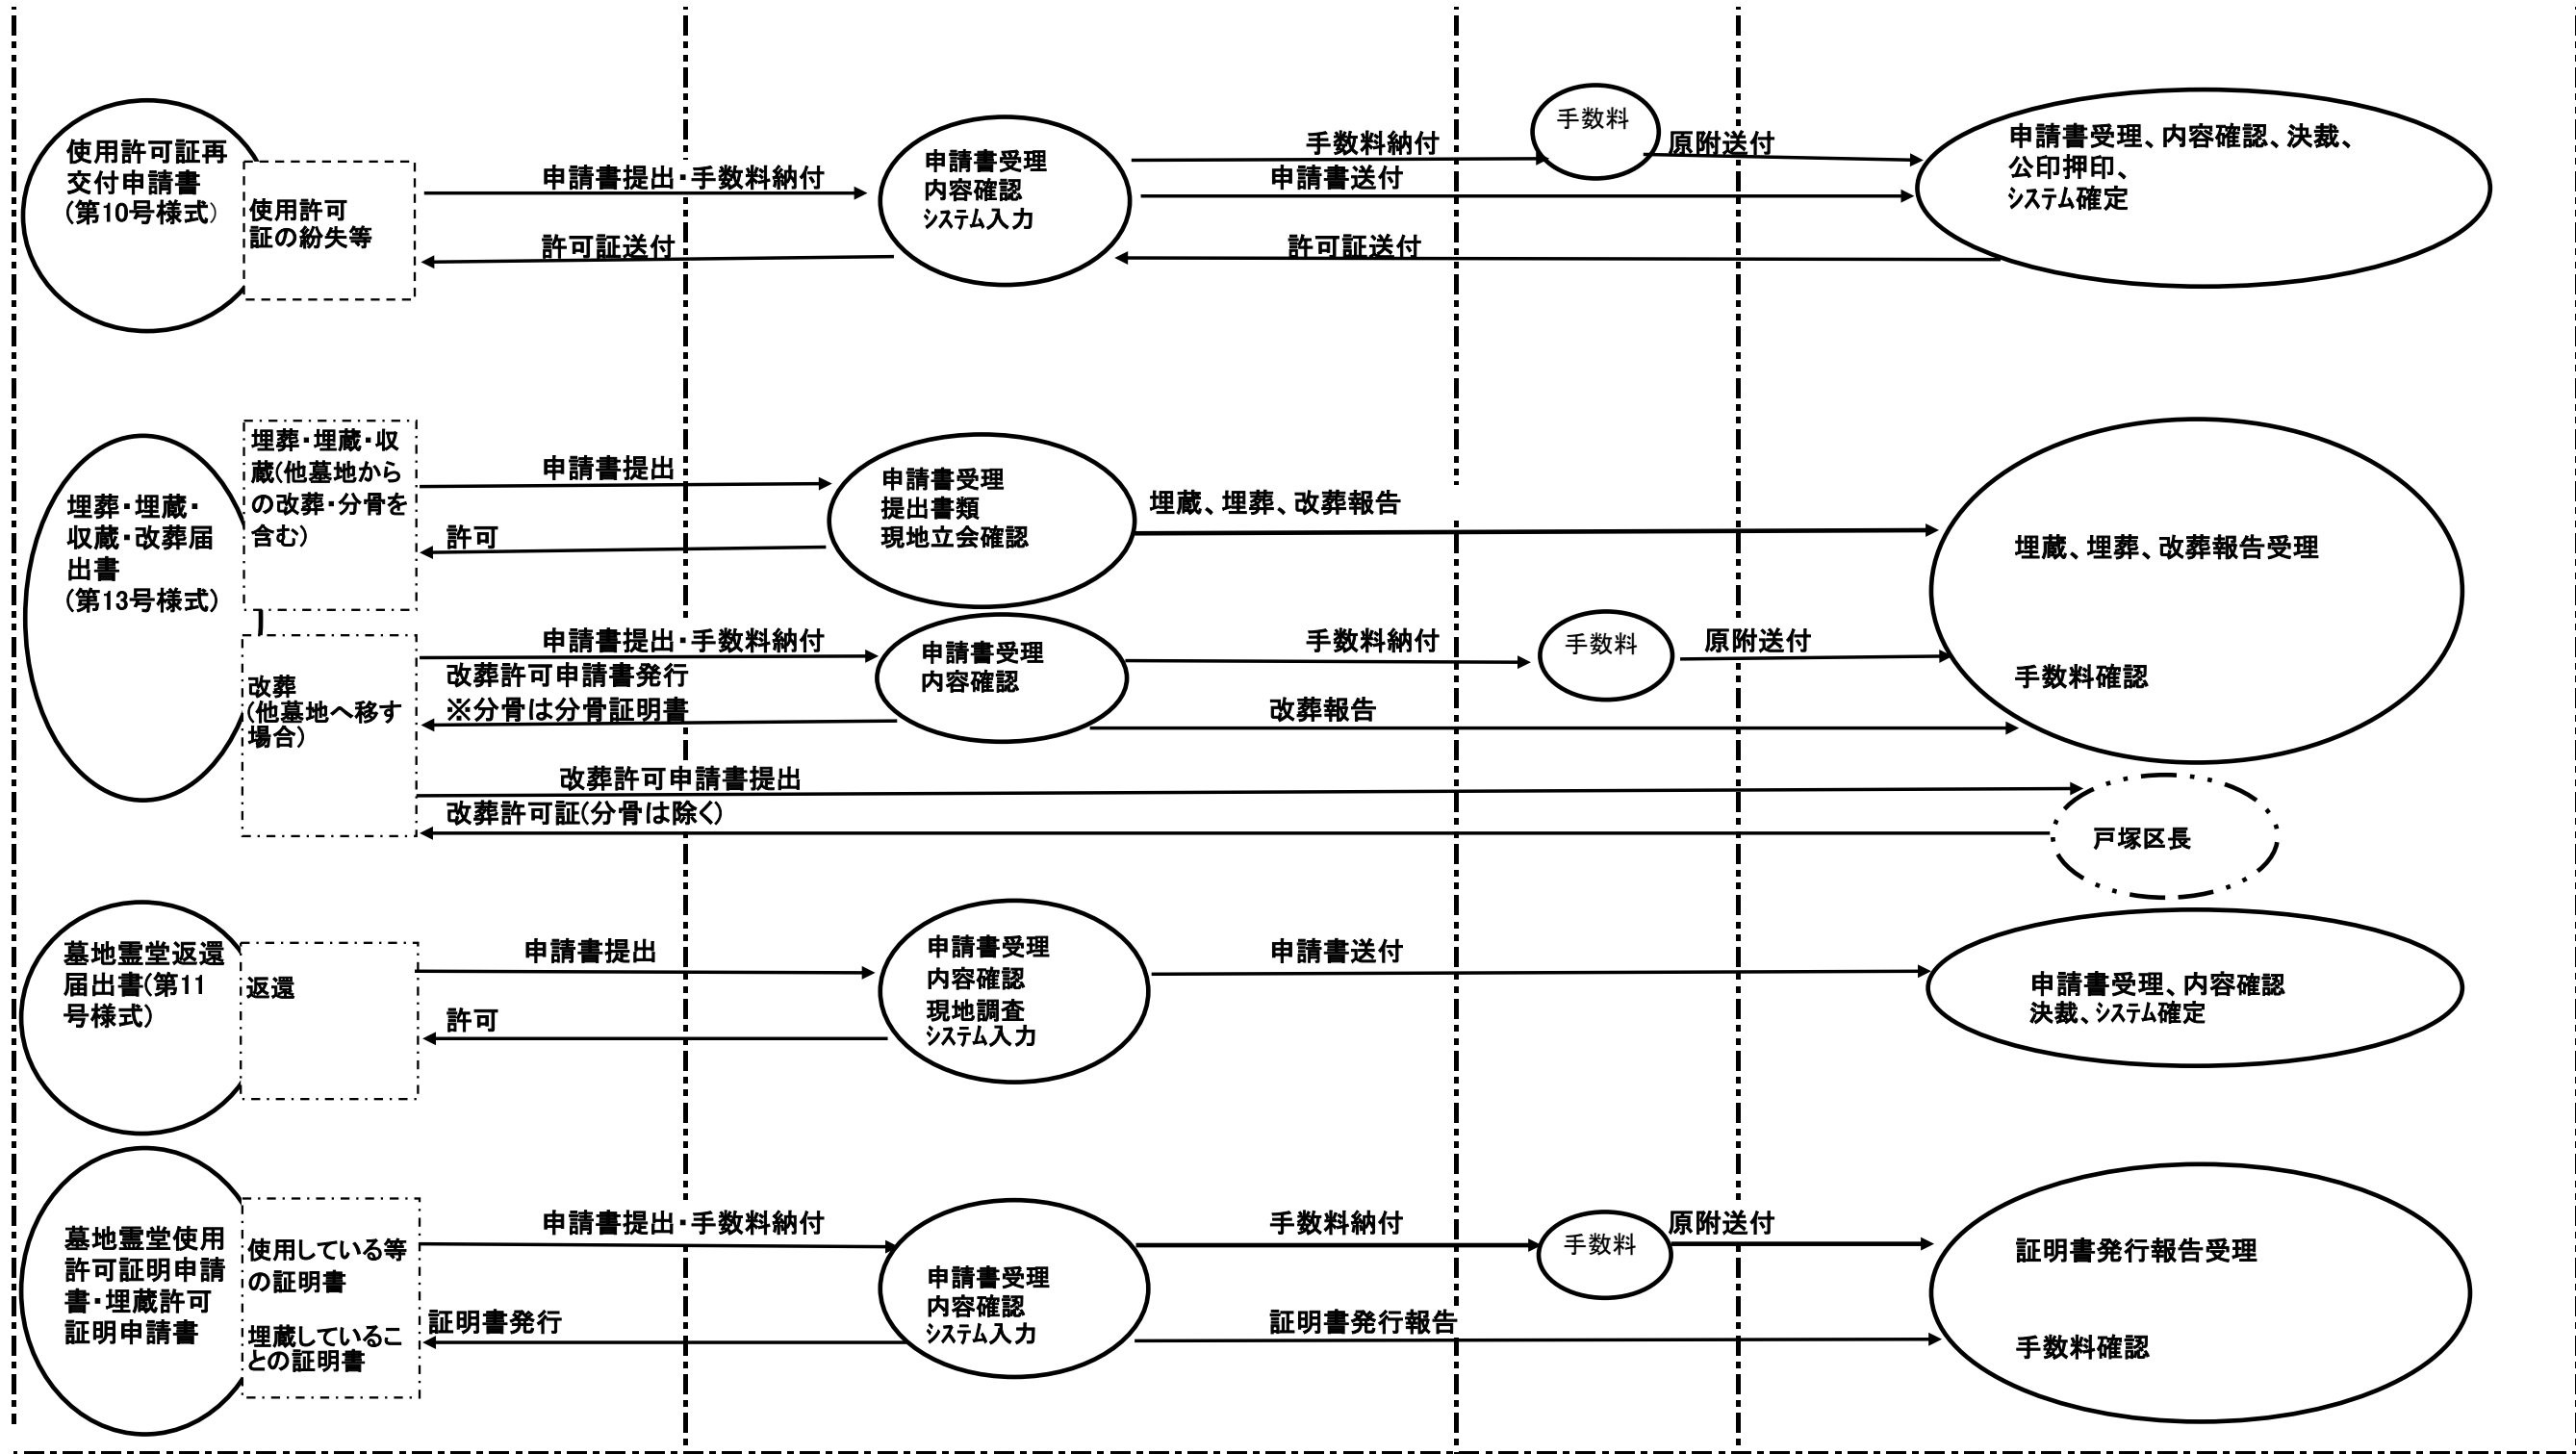 使用許可証再
交付申請書
（第10号様式）
使用許可
証の紛失等
申請書提出・手数料納付
許可証送付
申請書受理
内容確認
ｼｽﾃﾑ入力
手数料納付
申請書送付
許可証送付
手数料
原附送付
申請書受理、内容確認、決裁、
公印押印、
ｼｽﾃﾑ確定
埋葬・埋蔵・
収蔵・改葬届
出書
（第13号様式）
埋葬・埋蔵・収
蔵(他墓地から
の改葬・分骨を
含む）
申請書提出
許可
申請書受理
提出書類
現地立会確認
埋蔵、埋葬、改葬報告
埋蔵、埋葬、改葬報告受理
手数料確認
改葬
(他墓地へ移す
場合）
申請書提出・手数料納付
改葬許可申請書発行
※分骨は分骨証明書
申請書受理
内容確認
手数料納付
手数料
原附送付
改葬報告
改葬許可申請書提出
改葬許可証(分骨は除く）
戸塚区長
墓地霊堂返還
届出書(第11
号様式）
返還
申請書提出
許可
申請書受理
内容確認
現地調査
ｼｽﾃﾑ入力
申請書送付
申請書受理、内容確認
決裁、ｼｽﾃﾑ確定
墓地霊堂使用
許可証明申請
書・埋蔵許可
証明申請書
使用している等
の証明書
埋蔵しているこ
との証明書
申請書提出・手数料納付
証明書発行
申請書受理
内容確認
ｼｽﾃﾑ入力
手数料納付
手数料
原附送付
証明書発行報告
証明書発行報告受理
手数料確認